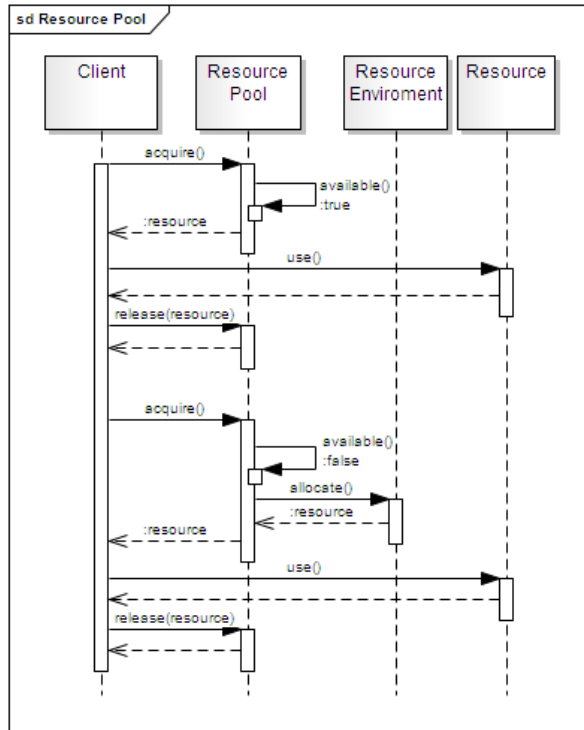 sd Resource Pool
Client
Resource
Pool
Resource
Enviroment
Resource
acquire()
available()
:true
:resource
use()
release(resource)
acquire()
available()
:false
allocate()
:resource
:resource
use()
release(resource)